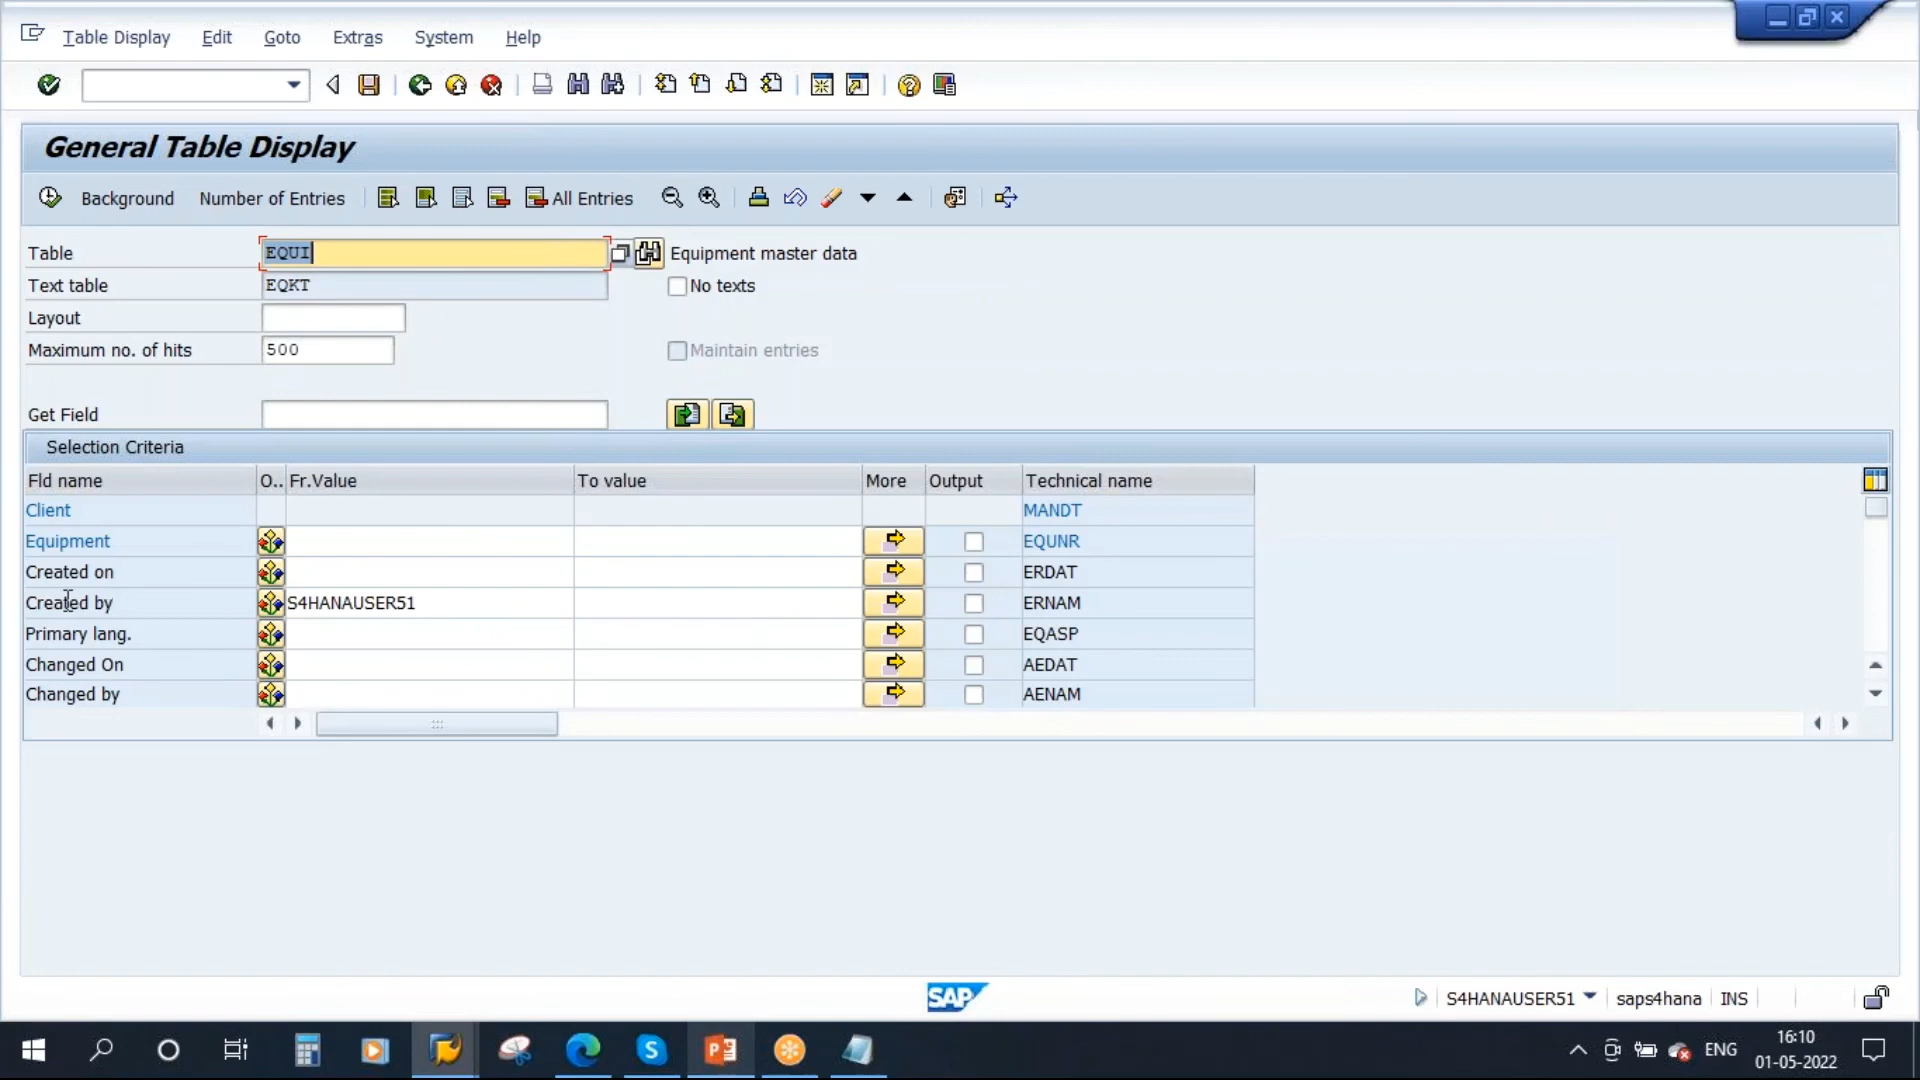 Table Display Edit Goto Extras System Help
General Table Display
Background Number of Entries All Entries
Table EQUI Equipment master data
Text table EQKT No texts
Layout
Maximum no. of hits 500 Maintain entries
Get Field
Selection Criteria
Fld name O.. Fr.Value To value More Output Technical name
Client MANDT
Equipment EQUNR
Created on ERDAT
Created by S4HANAUSER51 ERNAM
Primary lang. EQASP
Changed On AEDAT
Changed by AENAM
SAP S4HANAUSER51 saps4hana INS
ENG 16:10
01-05-2022